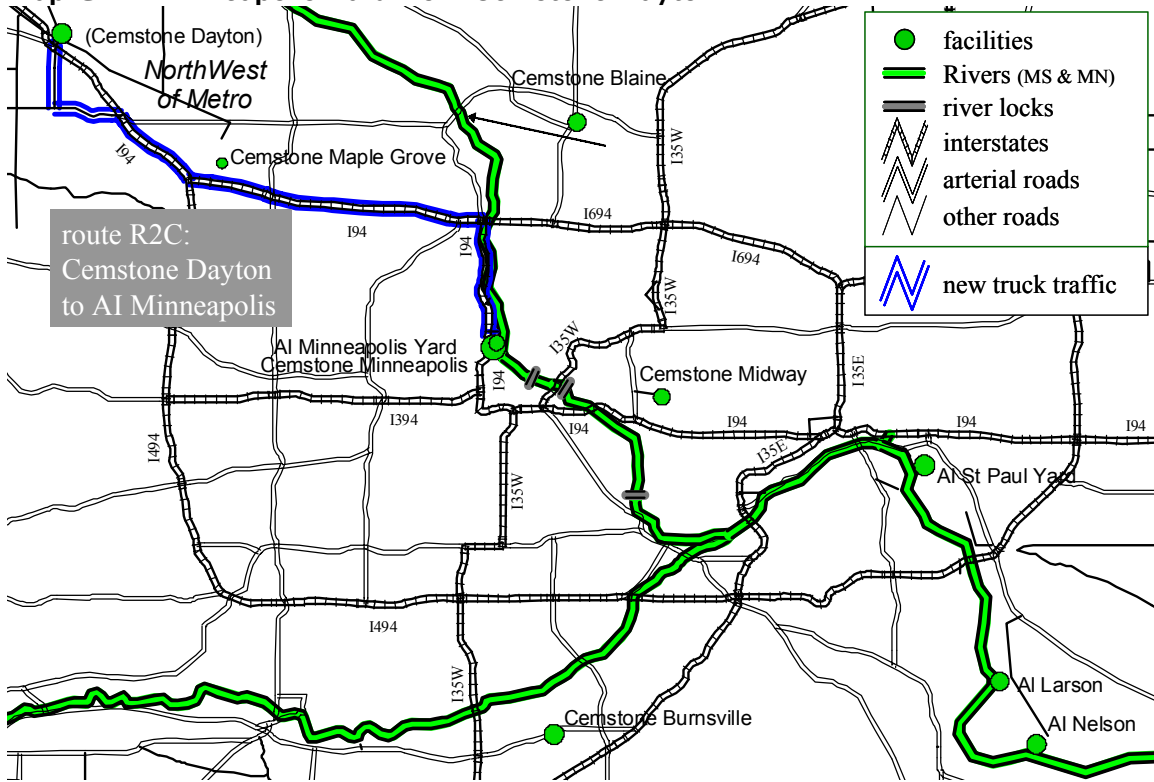 (Cemstone Dayton)
NorthWest
of Metro
Cemstone Blaine
I35W
I94
Cemstone Maple Grove
facilities
Rivers (MS & MN)
river locks
interstates
arterial roads
other roads
new truck traffic
route R2C:
Cemstone Dayton
to AI Minneapolis
I94
I94
I694
I694
I35W
I35W
I35E
AI Minneapolis Yard
Cemstone Minneapolis
I94
Cemstone Midway
I394
I94
I94
I94
I94
I494
I35W
I35E
AI St Paul Yard
I494
I35W
AI Larson
Cemstone Burnsville
AI Nelson